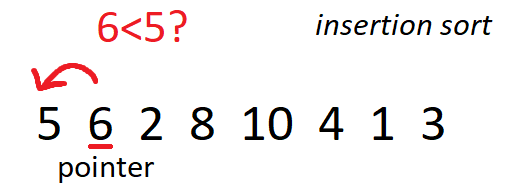 6<5?
insertion sort
5 6 2 8 10 4 1 3
pointer